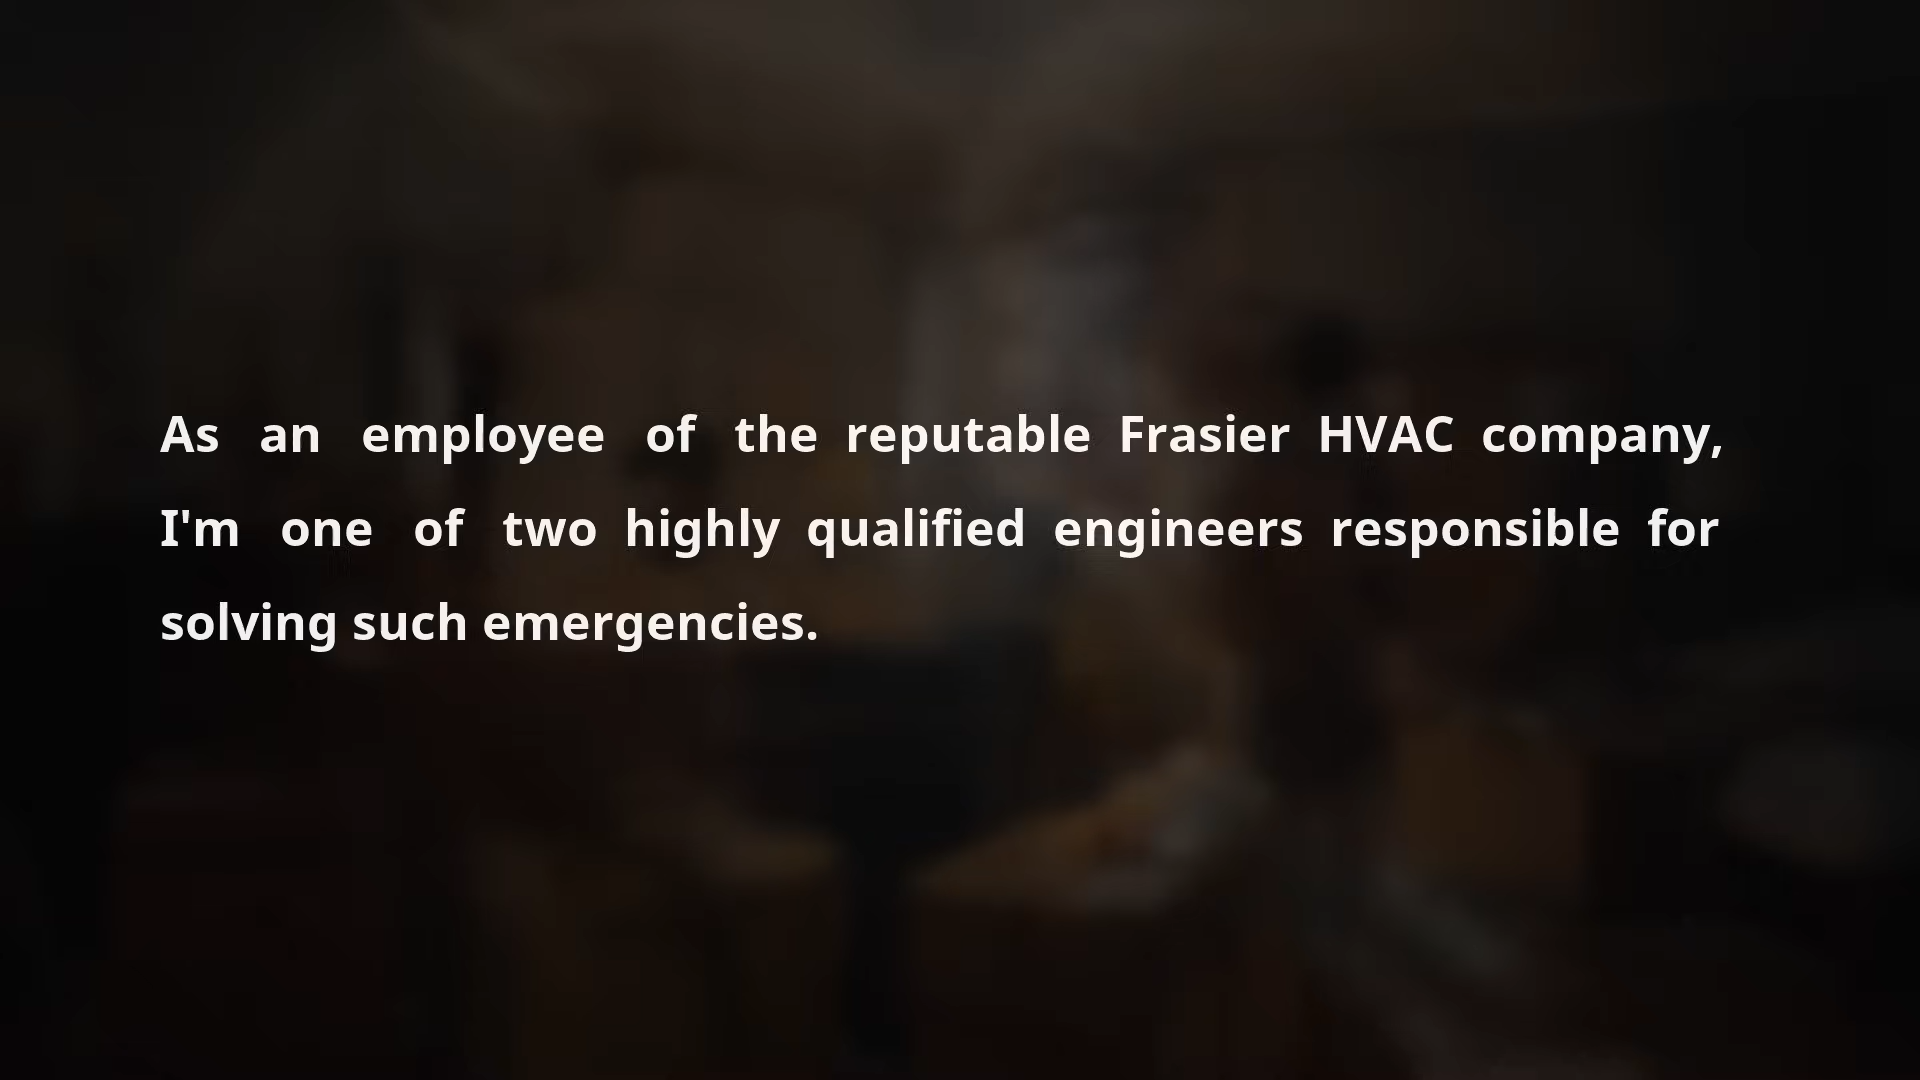 As an employee of the reputable Frasier HVAC company,
I'm one of two highly qualified engineers responsible for
solving such emergencies.